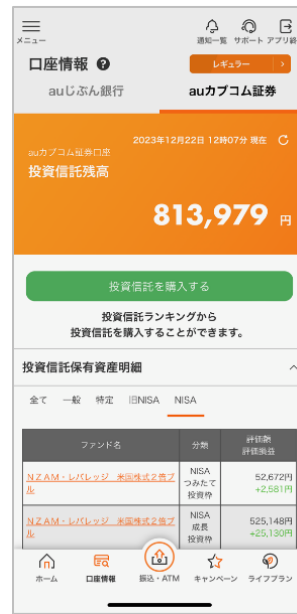 メニュー
通知一覧 サポート アプリ終
口座情報 ?
レギュラー
auじぶん銀行 auカブコム証券
2023年12月22日 12時07分 現在
auカブコム証券口座
投資信託残高
813,979 円
投資信託を購入する
投資信託ランキングから
投資信託を購入することができます。
投資信託保有資産明細
全て 一般 特定 旧NISA NISA
ファンド名 分類 評価額
評価損益
NZAM・レバレッジ 米国株式2倍ブル
NISA
つみたて
投資枠
52,672円
+2,581円
NZAM・レバレッジ 米国株式2倍ブル
NISA
成長
投資枠
525,148円
+25,130円
ホーム 口座情報 振込・ATM キャンペーン ライフプラン